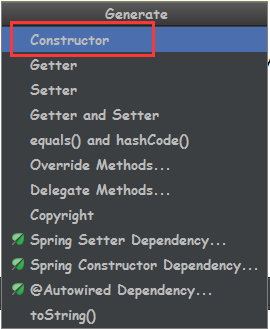 Generate
Constructor
Getter
Setter
Getter and Setter
equals() and hashCode()
Override Methods...
Delegate Methods...
Copyright
Spring Setter Dependency...
Spring Constructor Dependency...
@Autowired Dependency...
toString()